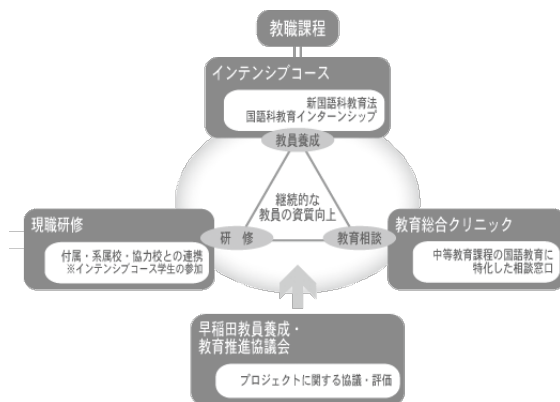 教職課程
インテンシブコース
新国語科教育法
国語科教育インターンシップ
教員養成
継続的な
教員の資質向上
現職研修
研 修
教育相談
教育総合クリニック
付属・系属校・協力校との連携
※インテンシブコース学生の参加
中等教育課程の国語教育に
特化した相談窓口
早稲田教員養成・
教育推進協議会
プロジェクトに関する協議・評価